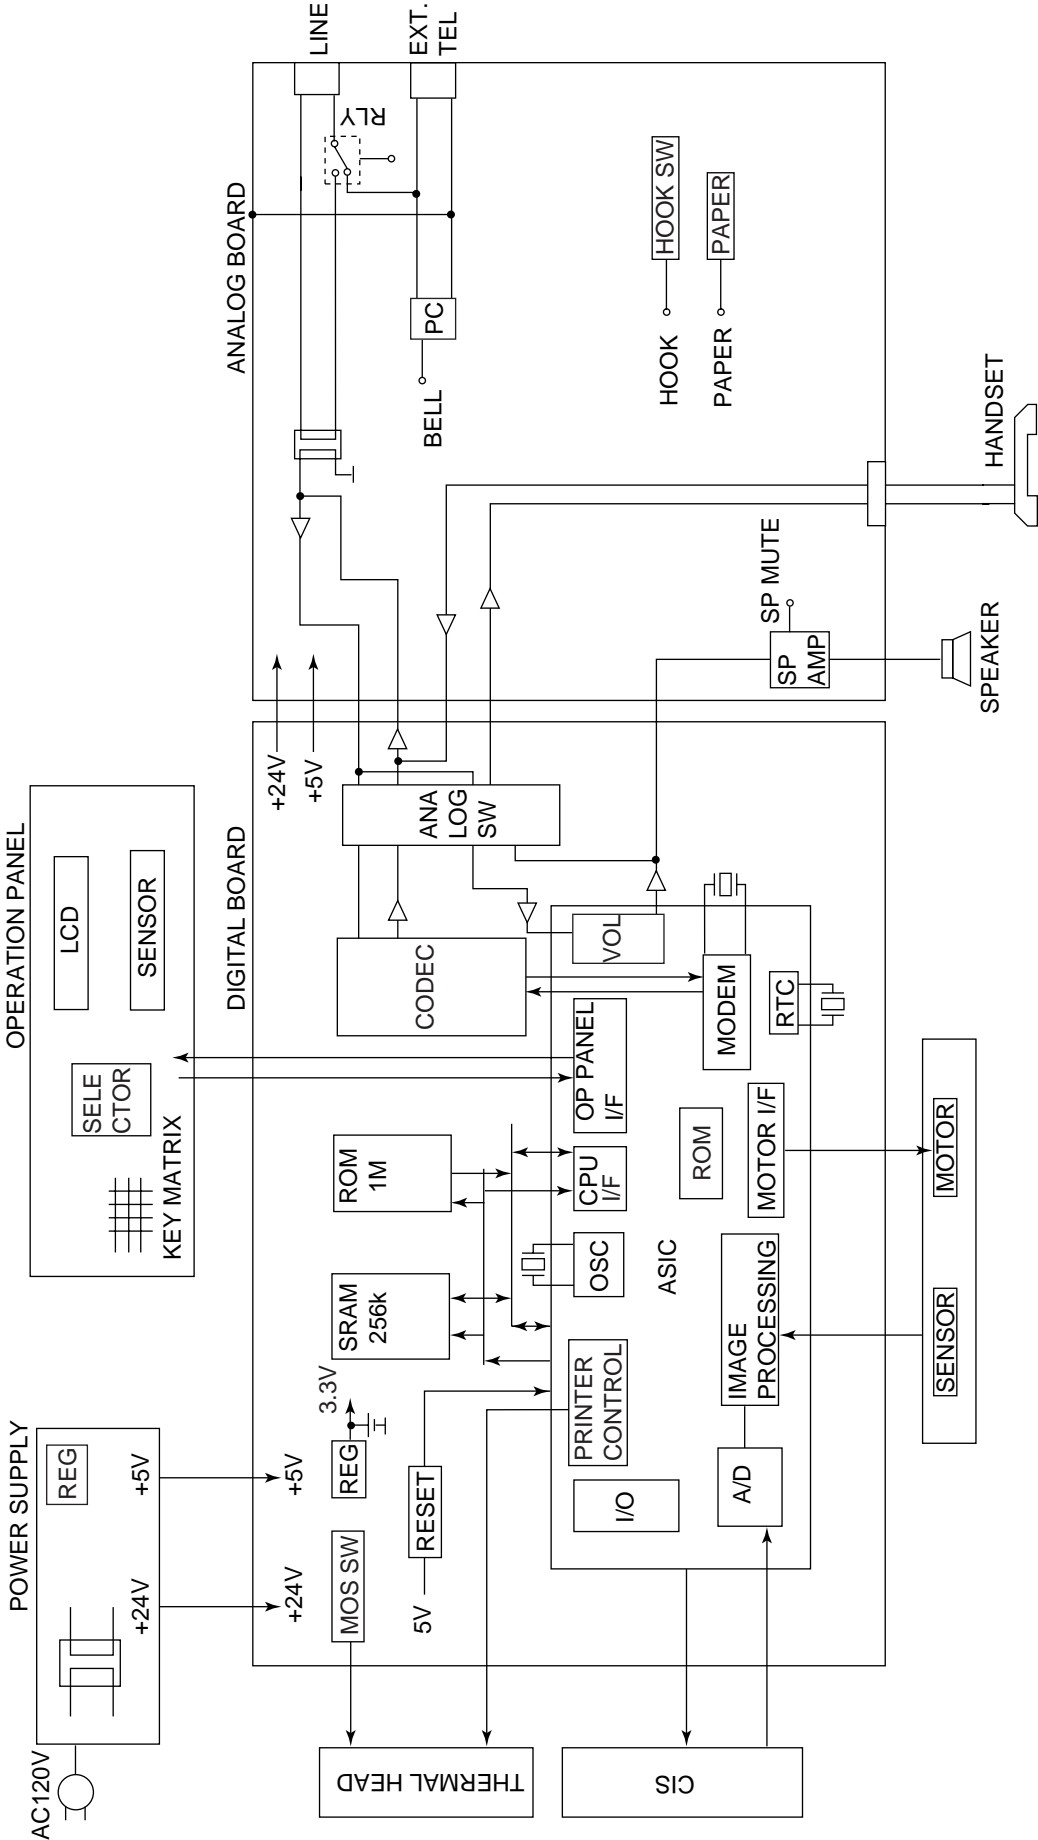 AC120V
POWER SUPPLY
REG
+24V
+5V
OPERATION PANEL
KEY MATRIX
SELE
CTOR
LCD
SENSOR
DIGITAL BOARD
+24V
+5V
MOS SW
REG
3.3V
5V
RESET
SRAM
256k
ROM
1M
CODEC
ANA
LOG
SW
+24V
+5V
I/O
PRINTER
CONTROL
OSC
CPU
I/F
OP PANEL
I/F
VOL
ASIC
ROM
MODEM
RTC
A/D
IMAGE
PROCESSING
MOTOR I/F
THERMAL HEAD
CIS
SENSOR
MOTOR
ANALOG BOARD
LINE
RLY
EXT.
TEL
PC
BELL
HOOK
HOOK SW
PAPER
PAPER
SP MUTE
SP
AMP
SPEAKER
HANDSET